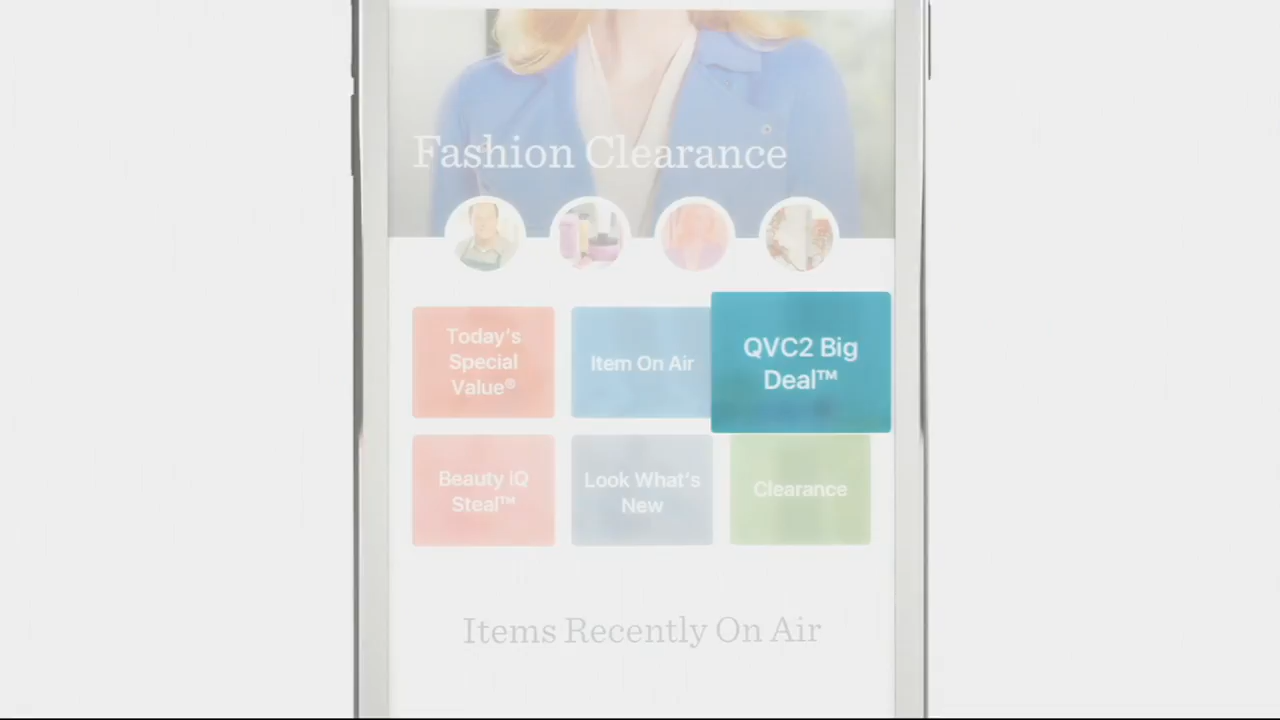 Fashion Clearance
Today's
Special
Value®
Item On Air
QVC2 Big
Deal™
Beauty iQ
Steal™
Look What's
New
Clearance
Items Recently On Air